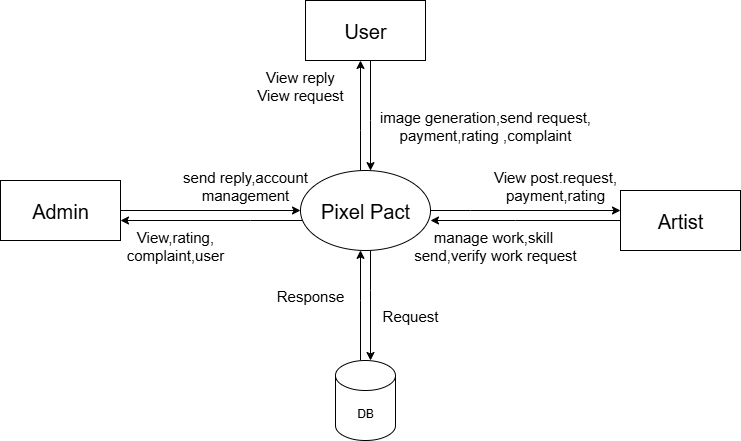 User
View reply
View request
image generation,send request,
payment,rating ,complaint
send reply,account
management
View post.request,
payment,rating
Admin
Pixel Pact
Artist
View,rating,
complaint,user
manage work,skill
send,verify work request
Response
Request
DB